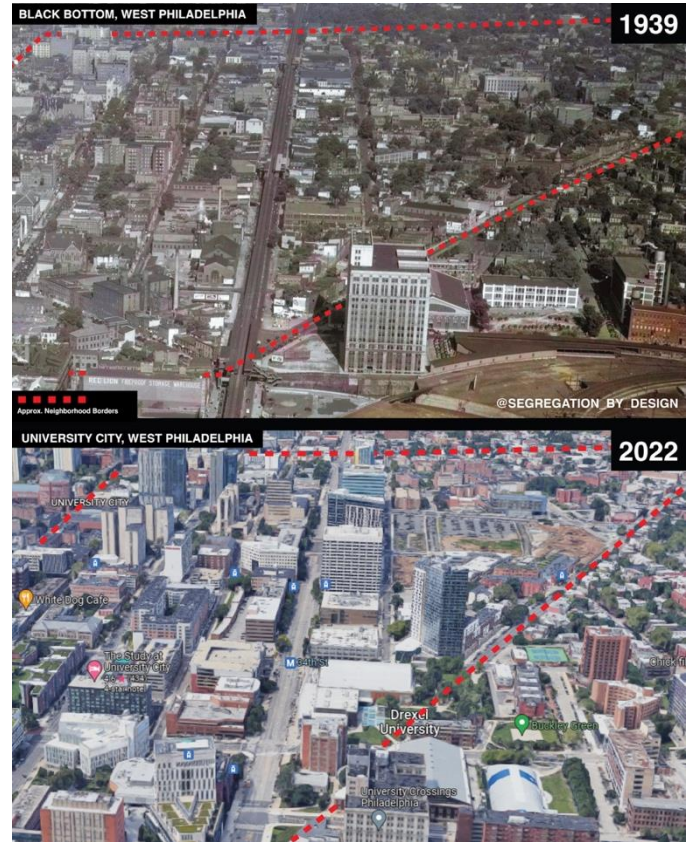 BLACK BOTTOM, WEST PHILADELPHIA
1939
Approx. Neighborhood Borders
@SEGREGATION_BY_DESIGN
UNIVERSITY CITY, WEST PHILADELPHIA
2022
UNIVERSITY CITY
White Dog Cafe
The Study at
University City
34th St
Drexel
University
Buckley Green
University Crossings
Philadelphia